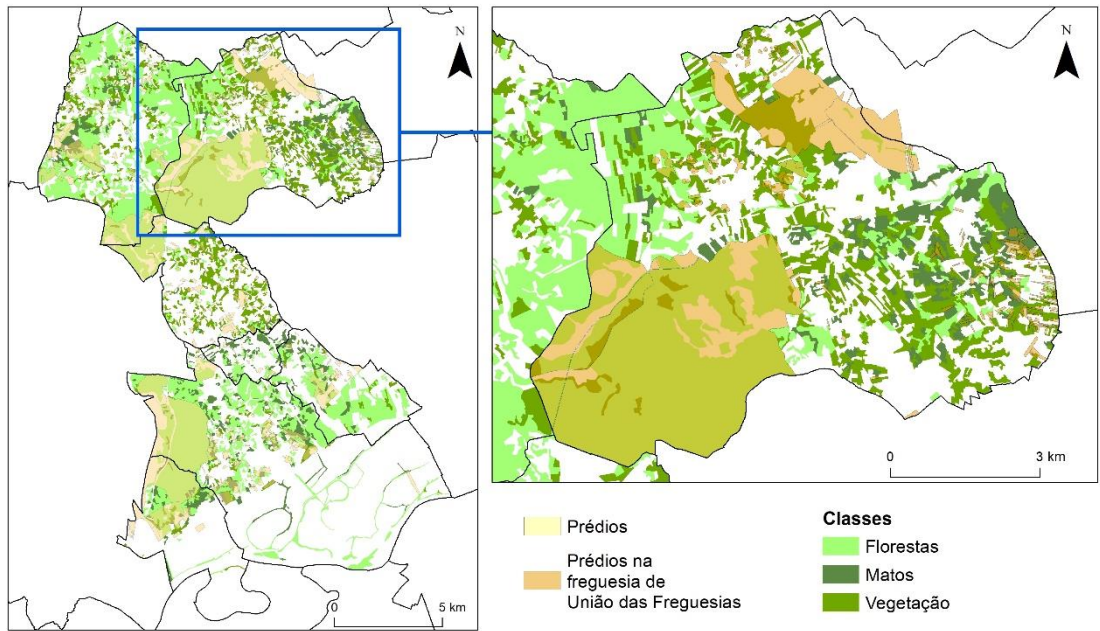 N
0
5 km
N
0
3 km
Prédios
Prédios na
freguesia de
União das Freguesias
Classes
Florestas
Matos
Vegetação